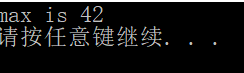 max is 42
请按任意键继续. . .